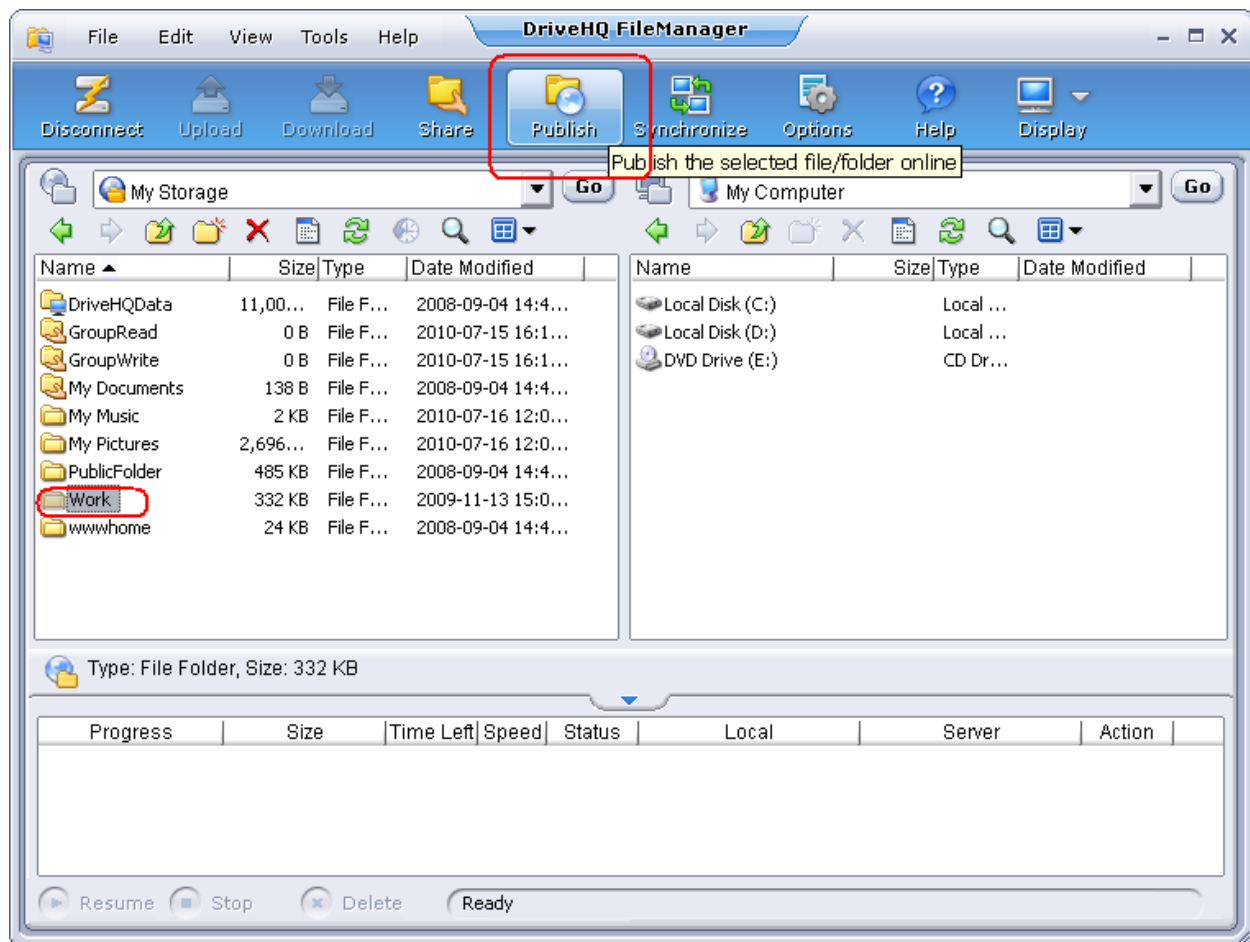 DriveHQ FileManager
File Edit View Tools Help
Disconnect Upload Download Share Publish Synchronize Options Help Display
Publish the selected file/folder online
My Storage Go My Computer Go
Name Size Type Date Modified Name Size Type Date Modified
DriveHQData 11,00... File F... 2008-09-04 14:4... Local Disk (C:) Local ...
GroupRead 0 B File F... 2010-07-15 16:1... Local Disk (D:) Local ...
GroupWrite 0 B File F... 2010-07-15 16:1... DVD Drive (E:) CD Dr...
My Documents 138 B File F... 2008-09-04 14:4...
My Music 2 KB File F... 2010-07-16 12:0...
My Pictures 2,696... File F... 2010-07-16 12:0...
PublicFolder 485 KB File F... 2008-09-04 14:4...
Work 332 KB File F... 2009-11-13 15:0...
wwwhome 24 KB File F... 2008-09-04 14:4...
Type: File Folder, Size: 332 KB
Progress Size Time Left Speed Status Local Server Action
Resume Stop Delete Ready